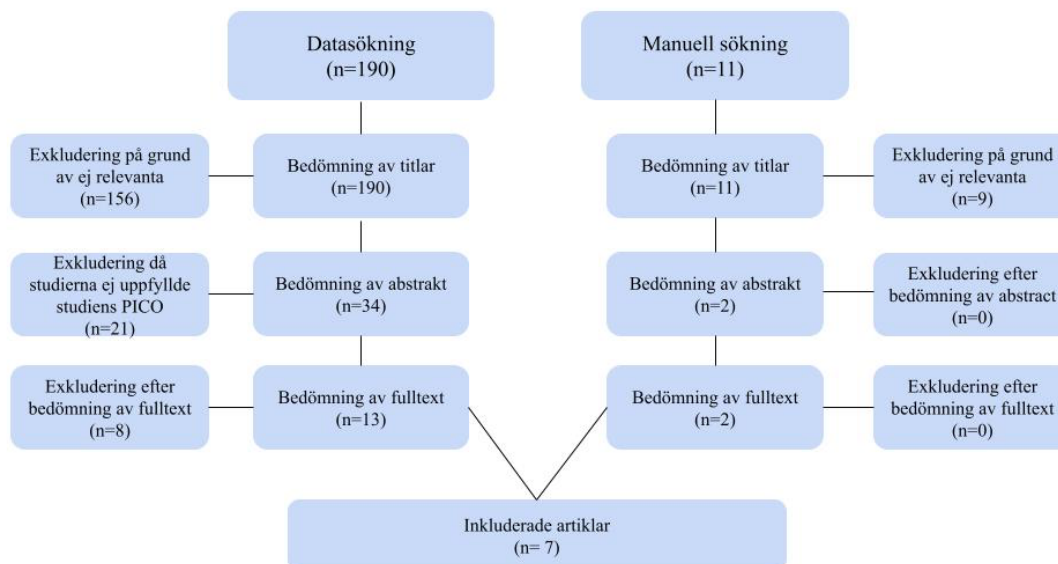 Datasökning
(n=190)
Manuell sökning
(n=11)
Exkludering på grund
av ej relevanta
(n=156)
Bedömning av titlar
(n=190)
Bedömning av titlar
(n=11)
Exkludering på grund
av ej relevanta
(n=9)
Exkludering då
studierna ej uppfyllde
studiens PICO
(n=21)
Bedömning av abstrakt
(n=34)
Bedömning av abstrakt
(n=2)
Exkludering efter
bedömning av abstract
(n=0)
Exkludering efter
bedömning av fulltext
(n=8)
Bedömning av fulltext
(n=13)
Bedömning av fulltext
(n=2)
Exkludering efter
bedömning av fulltext
(n=0)
Inkluderade artiklar
(n= 7)